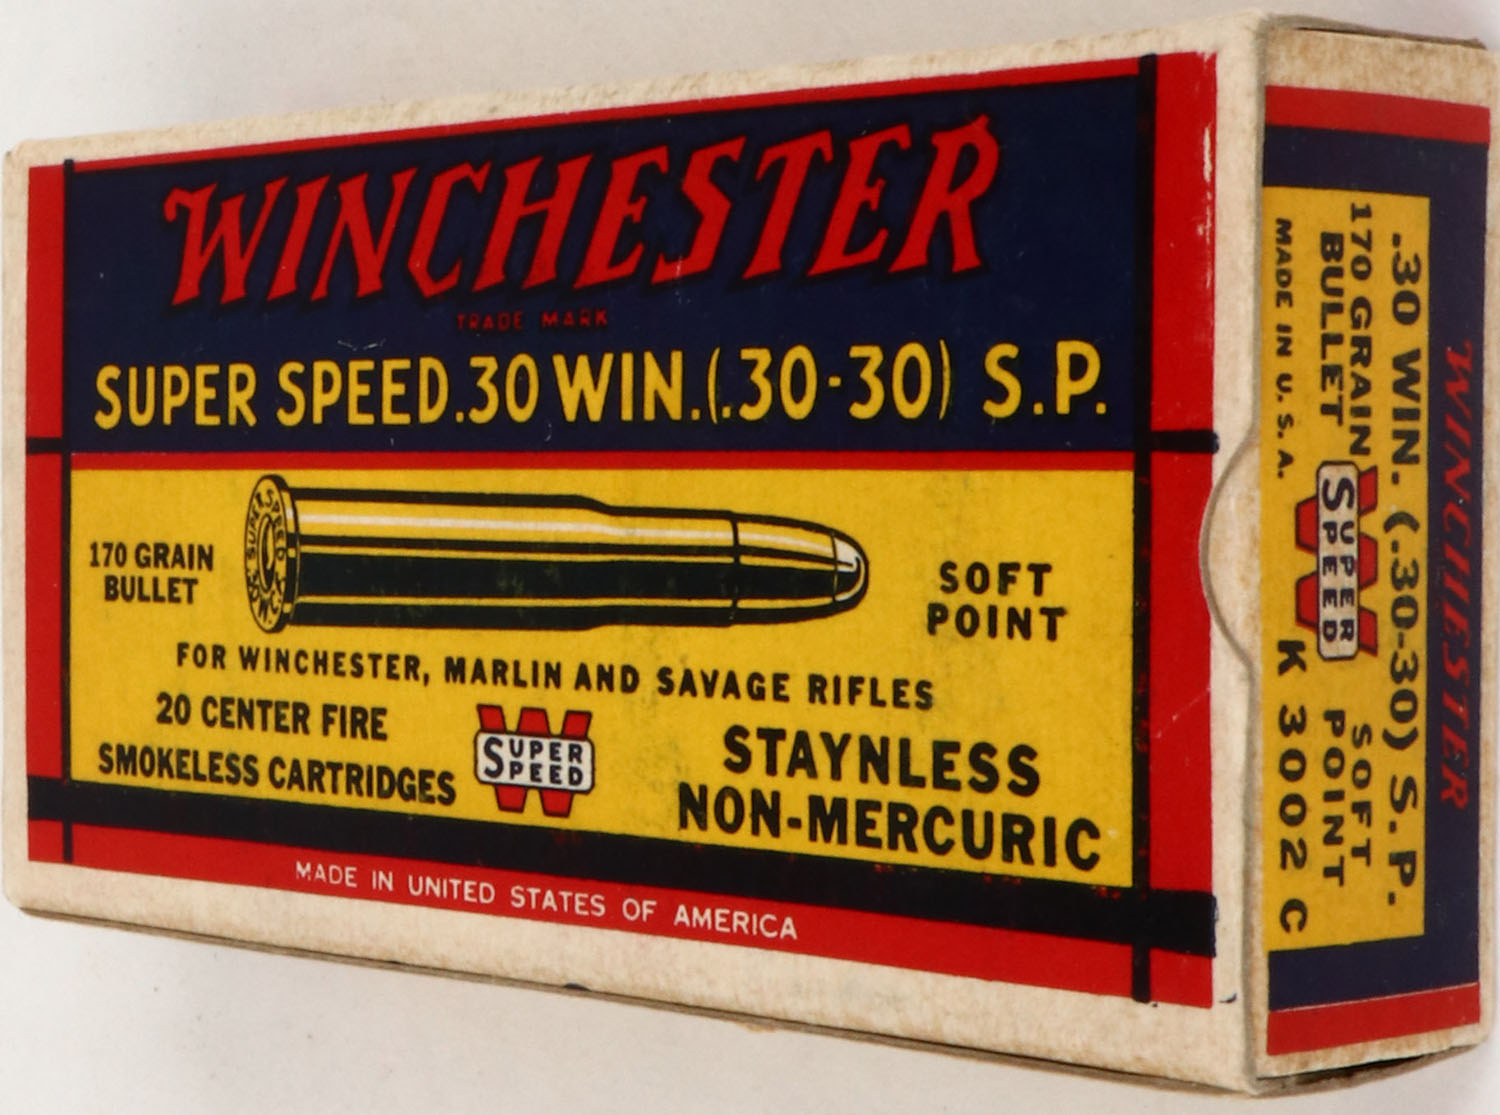 WINCHESTER
TRADE MARK
SUPER SPEED .30 WIN. (.30-30) S.P.
170 GRAIN
BULLET
SOFT
POINT
FOR WINCHESTER, MARLIN AND SAVAGE RIFLES
20 CENTER FIRE
SMOKELESS CARTRIDGES
SUPER
SPEED
W
STAYNLESS
NON-MERCURIC
MADE IN UNITED STATES OF AMERICA
WINCHESTER
.30 WIN. (.30-30) S.P.
170 GRAIN
BULLET
W
SUPER
SPEED
SOFT
POINT
MADE IN U.S.A.
K 3002 C